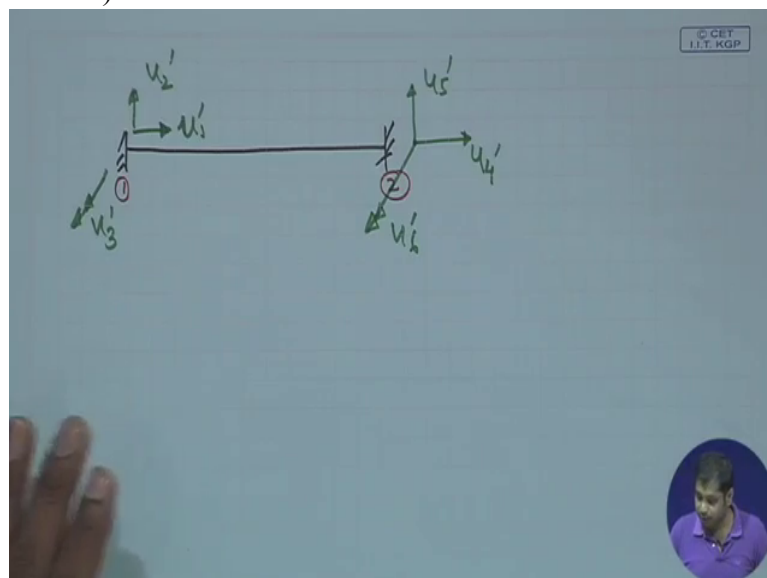 )
© CET
I.I.T. KGP
u₂'
u₁'
u₅'
u₄'
①
②
u₃'
u₆'